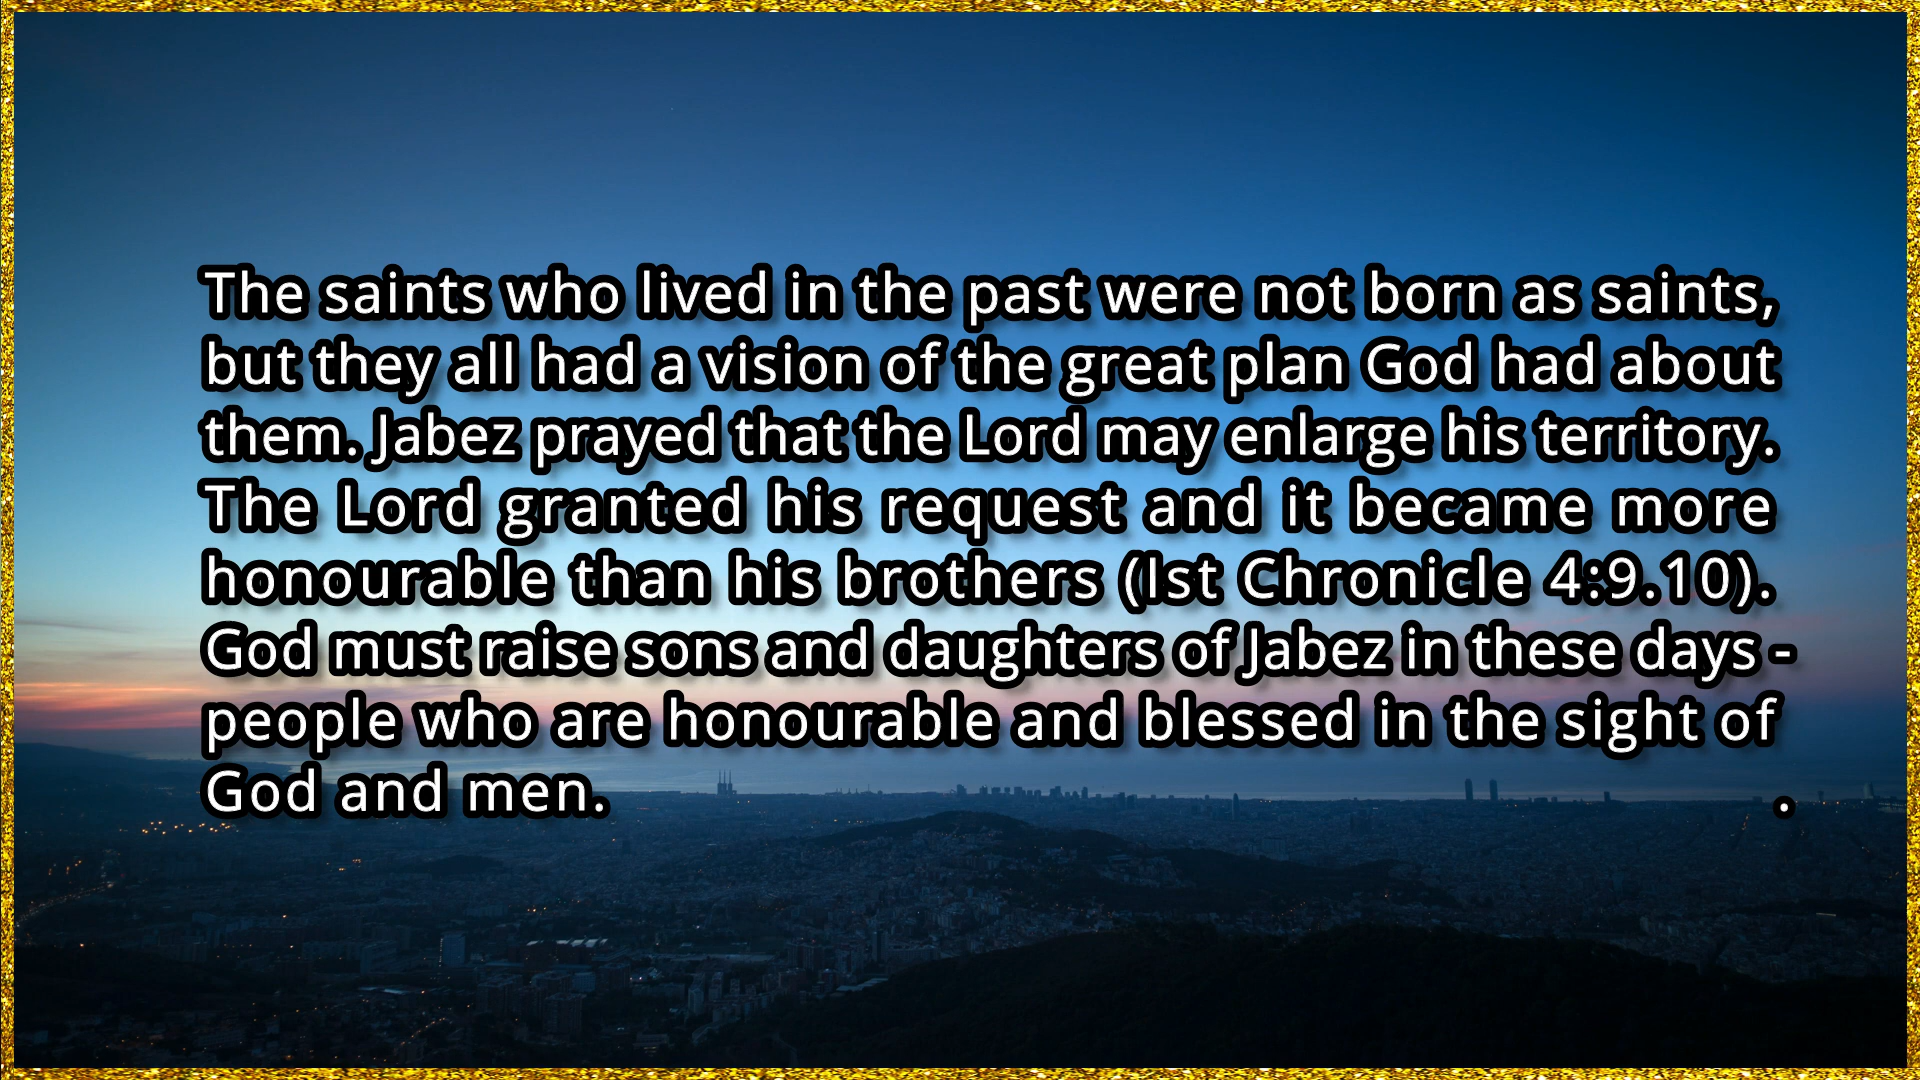 The saints who lived in the past were not born as saints,
but they all had a vision of the great plan God had about
them. Jabez prayed that the Lord may enlarge his territory.
The Lord granted his request and it became more
honourable than his brothers (Ist Chronicle 4:9.10).
God must raise sons and daughters of Jabez in these days -
people who are honourable and blessed in the sight of
God and men. .